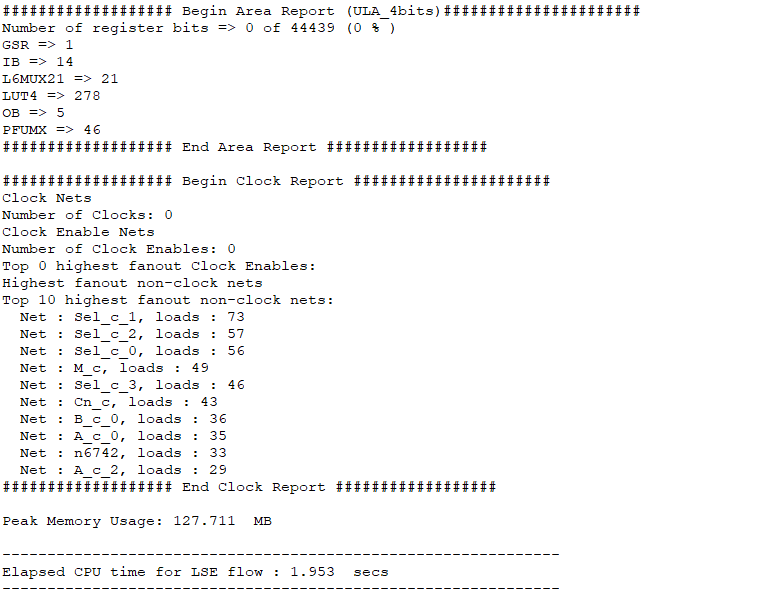 ################### Begin Area Report (ULA_4bits)######################
Number of register bits => 0 of 44439 (0 % )
GSR => 1
IB => 14
L6MUX21 => 21
LUT4 => 278
OB => 5
PFUMX => 46
################### End Area Report ##################
################### Begin Clock Report ######################
Clock Nets
Number of Clocks: 0
Clock Enable Nets
Number of Clock Enables: 0
Top 0 highest fanout Clock Enables:
Highest fanout non-clock nets
Top 10 highest fanout non-clock nets:
  Net : Sel_c_1, loads : 73
  Net : Sel_c_2, loads : 57
  Net : Sel_c_0, loads : 56
  Net : M_c, loads : 49
  Net : Sel_c_3, loads : 46
  Net : Cn_c, loads : 43
  Net : B_c_0, loads : 36
  Net : A_c_0, loads : 35
  Net : n6742, loads : 33
  Net : A_c_2, loads : 29
################### End Clock Report ##################
Peak Memory Usage: 127.711  MB
--------------------------------------------------------------
Elapsed CPU time for LSE flow : 1.953  secs
--------------------------------------------------------------